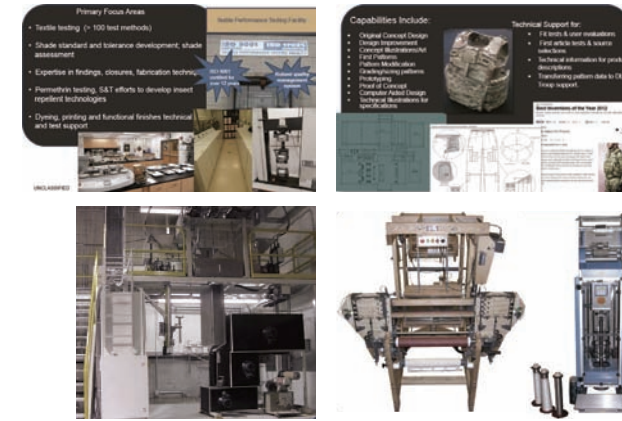 Primary Focus Areas
• Textile testing (> 100 test methods)
• Shade standard and tolerance development; shade
assessment
• Expertise in findings, closures, fabrication techniq
• Permethrin testing, S&T efforts to develop insect
repellent technologies
• Dyeing, printing and functional finishes technical
and test support
UNCLASSIFIED
Textile Performance Testing Facility
ISO 9001
certified for
over 12 years
Robust quality
management
system
Capabilities Include:
• Original Concept Design
• Design Improvement
• Concept Illustrations/Art
• First Patterns
• Pattern Modification
• Grading/sizing patterns
• Prototyping
• Proof of Concept
• Computer Aided Design
• Technical Illustrations for
specifications
Technical Support for:
• Fit tests & user evaluations
• First article tests & source
selections
• Technical information for prod
descriptions
• Transferring pattern data to DL
Troop support.
Best Inventions of the Year 2012